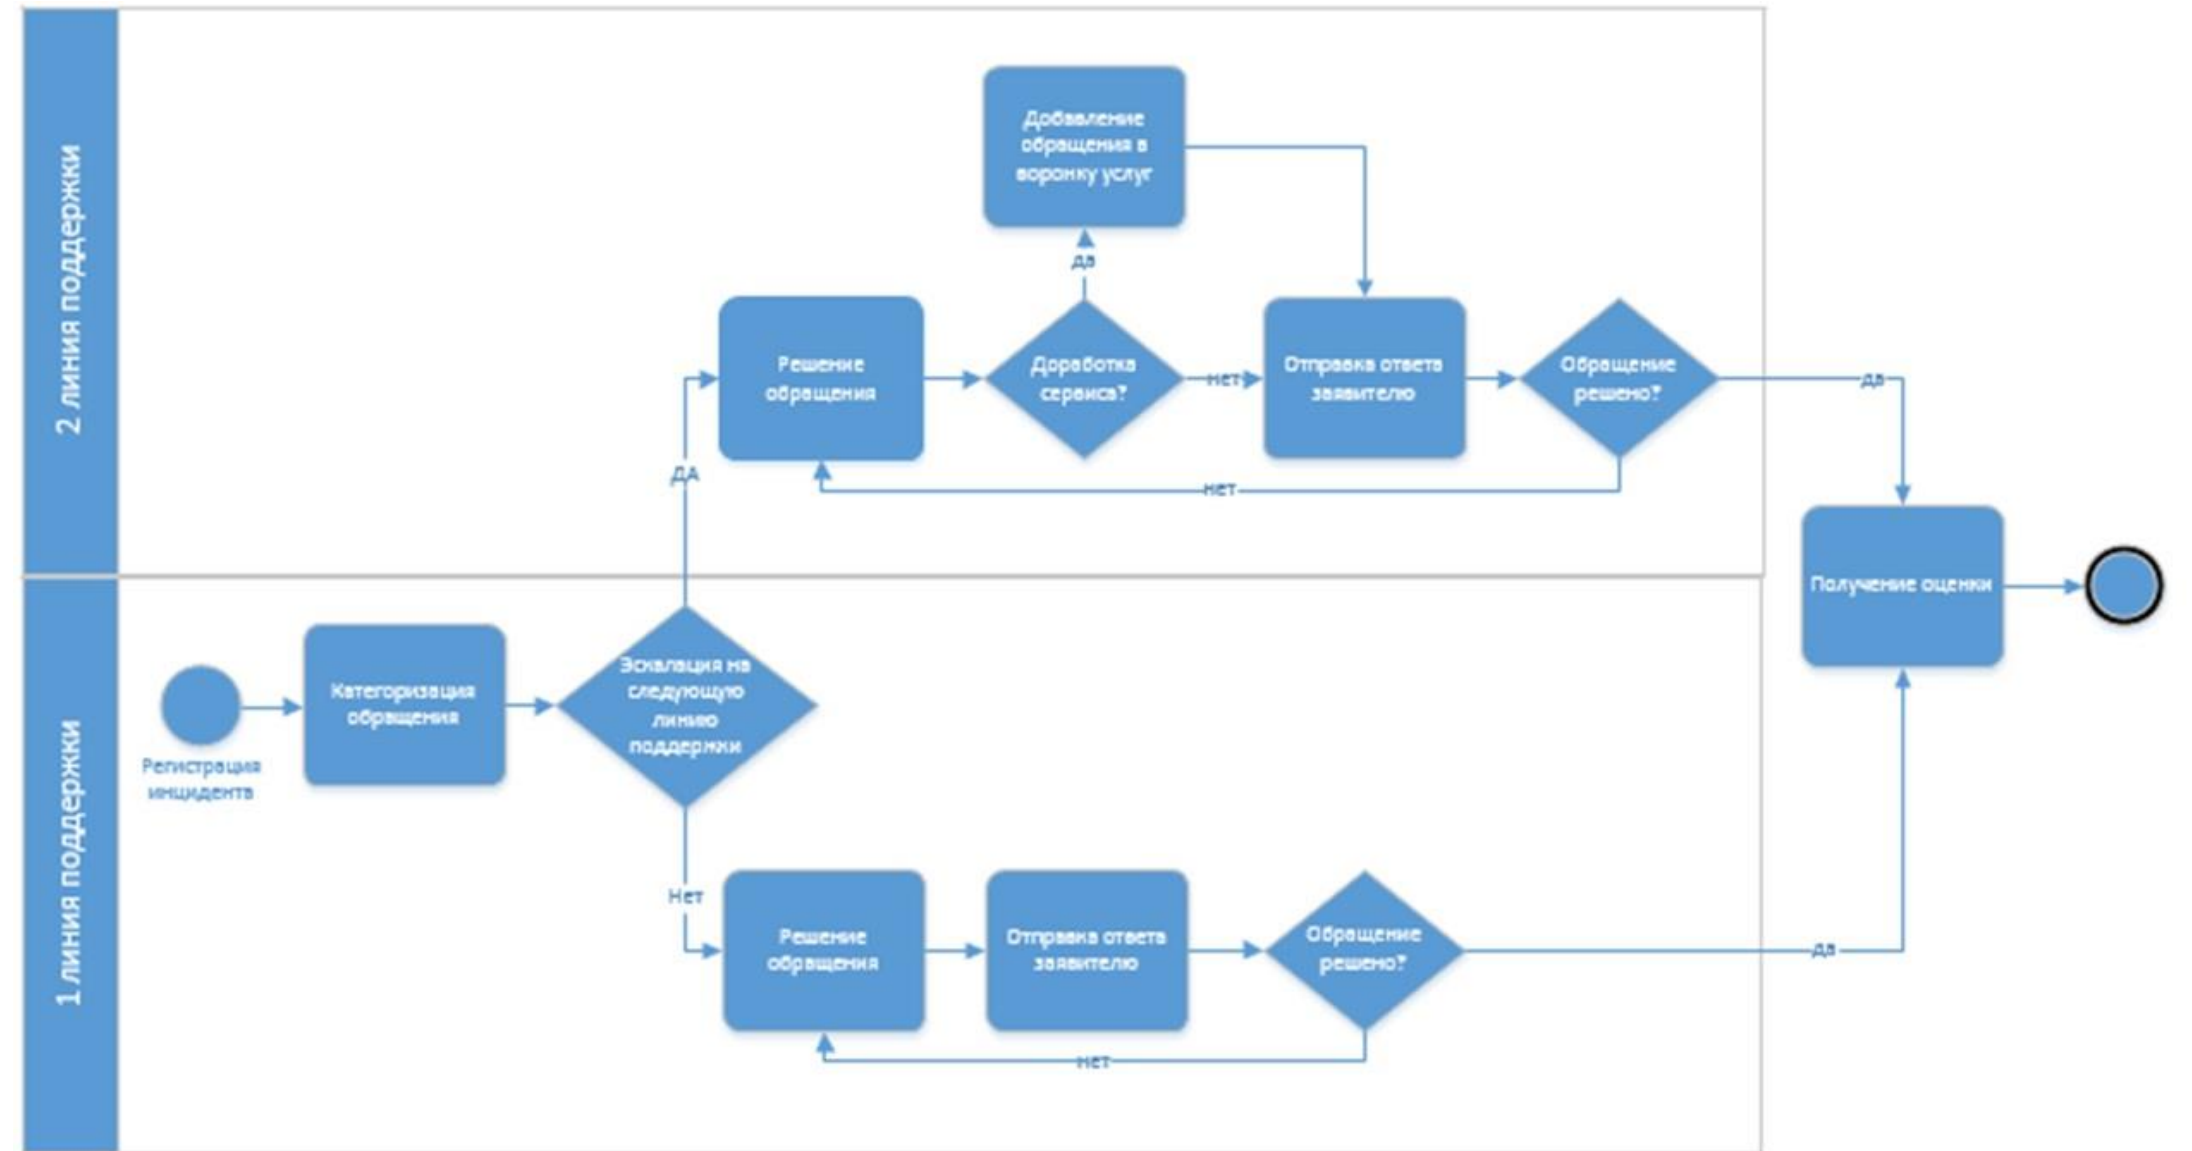 2 линия поддержки
Добавление
обращения в
воронку услуг
да
Решение
обращения
Доработка
сервиса?
нет
Отправка ответа
заявителю
Обращение
решено?
да
ДА
нет
Получение оценки
1 линия поддержки
Регистрация
инцидента
Категоризация
обращения
Эскалация на
следующую
линию
поддержки
Нет
Решение
обращения
Отправка ответа
заявителю
Обращение
решено?
да
нет